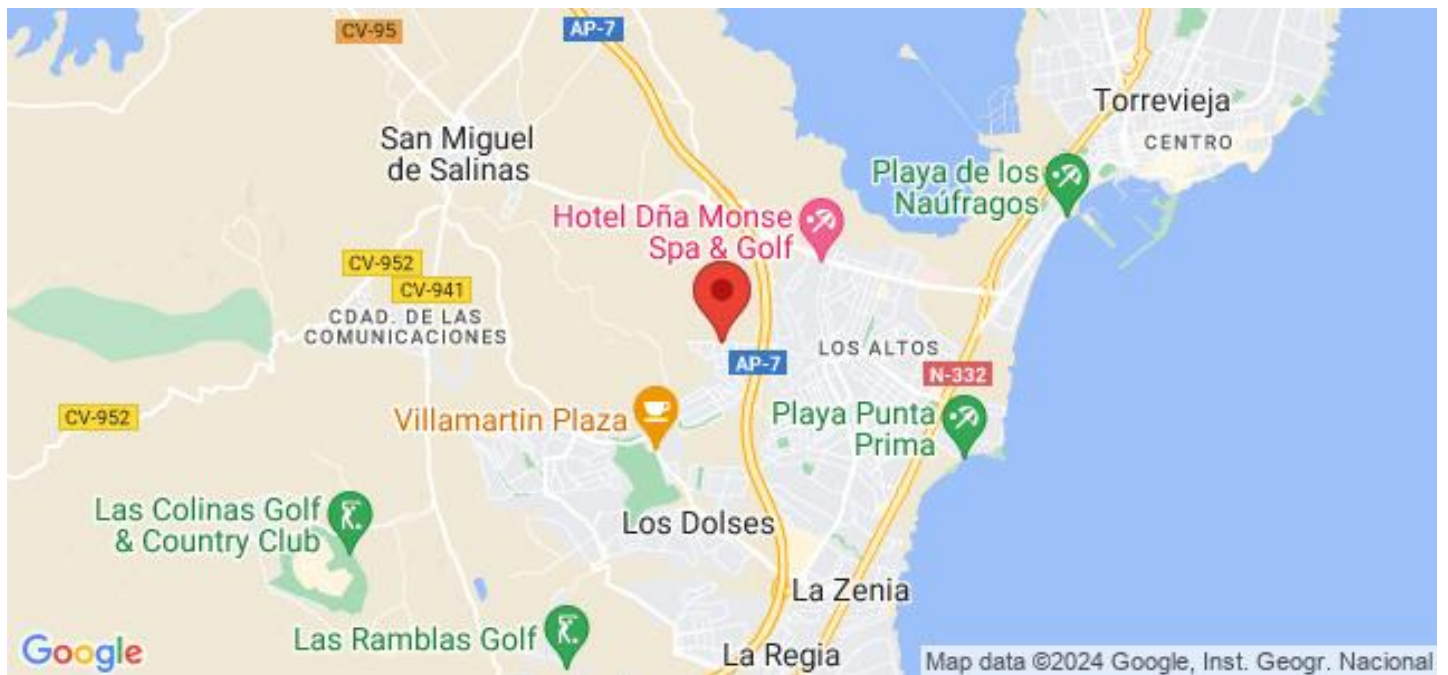 CV-95
AP-7
Torrevieja
CENTRO
San Miguel
de Salinas
Playa de los
Naúfragos
Hotel Dña Monse
Spa & Golf
CV-952
CV-941
CDAD. DE LAS
COMUNICACIONES
LOS ALTOS
AP-7
N-332
CV-952
Villamartin Plaza
Playa Punta
Prima
Las Colinas Golf
& Country Club
Los Dolses
La Zenia
Las Ramblas Golf
La Regia
Google
Map data ©2024 Google, Inst. Geogr. Nacional